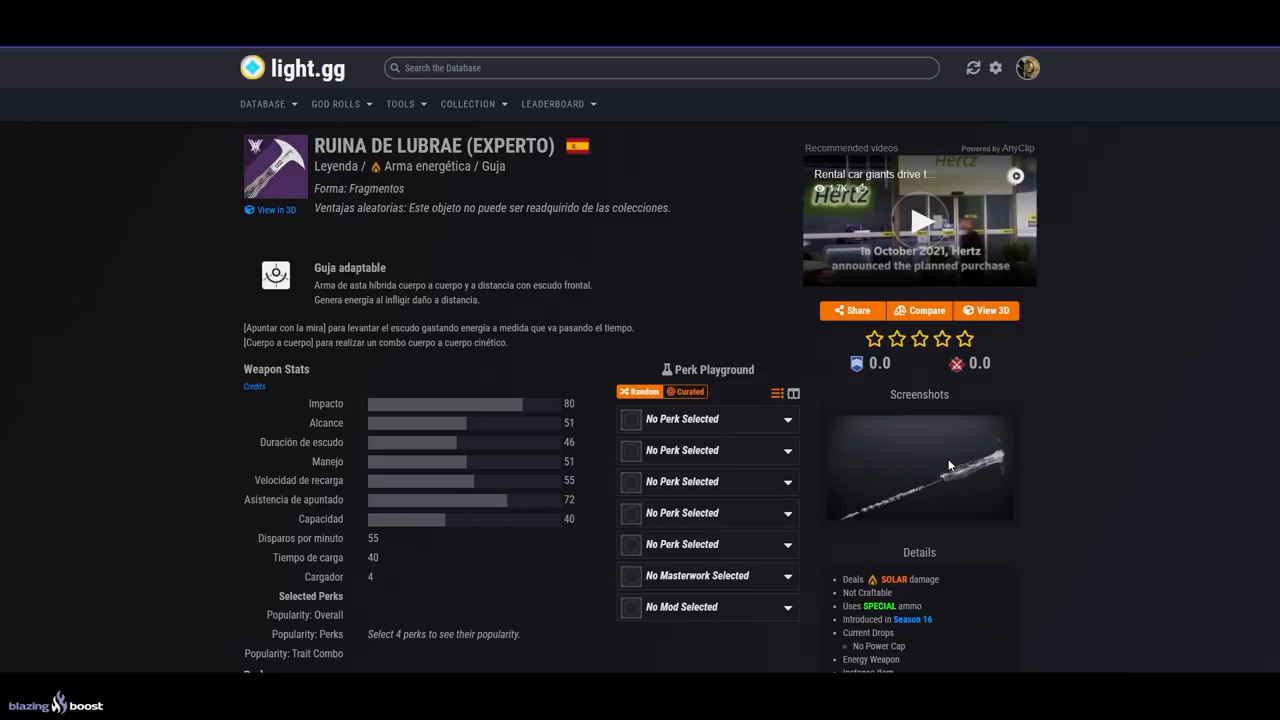 light.gg
Search the Database
DATABASE
GOD ROLLS
TOOLS
COLLECTION
LEADERBOARD
RUINA DE LUBRAE (EXPERTO)
Leyenda / Arma energética / Guja
Forma: Fragmentos
Ventajas aleatorias: Este objeto no puede ser readquirido de las colecciones.
View in 3D
Guja adaptable
Arma de asta híbrida cuerpo a cuerpo y a distancia con escudo frontal.
Genera energía al infligir daño a distancia.
[Apuntar con la mira] para levantar el escudo gastando energía a medida que va pasando el tiempo.
[Cuerpo a cuerpo] para realizar un combo cuerpo a cuerpo cinético.
Weapon Stats
Credits
Impacto 80
Alcance 51
Duración de escudo 46
Manejo 51
Velocidad de recarga 55
Asistencia de apuntado 72
Capacidad 40
Disparos por minuto 55
Tiempo de carga 40
Cargador 4
Selected Perks
Popularity: Overall
Popularity: Perks Select 4 perks to see their popularity.
Popularity: Trait Combo
Perk Playground
Random Curated
No Perk Selected
No Perk Selected
No Perk Selected
No Perk Selected
No Perk Selected
No Masterwork Selected
No Mod Selected
Recommended videos Powered by AnyClip
Hertz
Rental car giants drive t...
1.7K
Hertz
In October 2021, Hertz
announced the planned purchase
Share Compare View 3D
0.0 0.0
Screenshots
Details
Deals SOLAR damage
Not Craftable
Uses SPECIAL ammo
Introduced in Season 16
Current Drops
No Power Cap
Energy Weapon
blazing boost